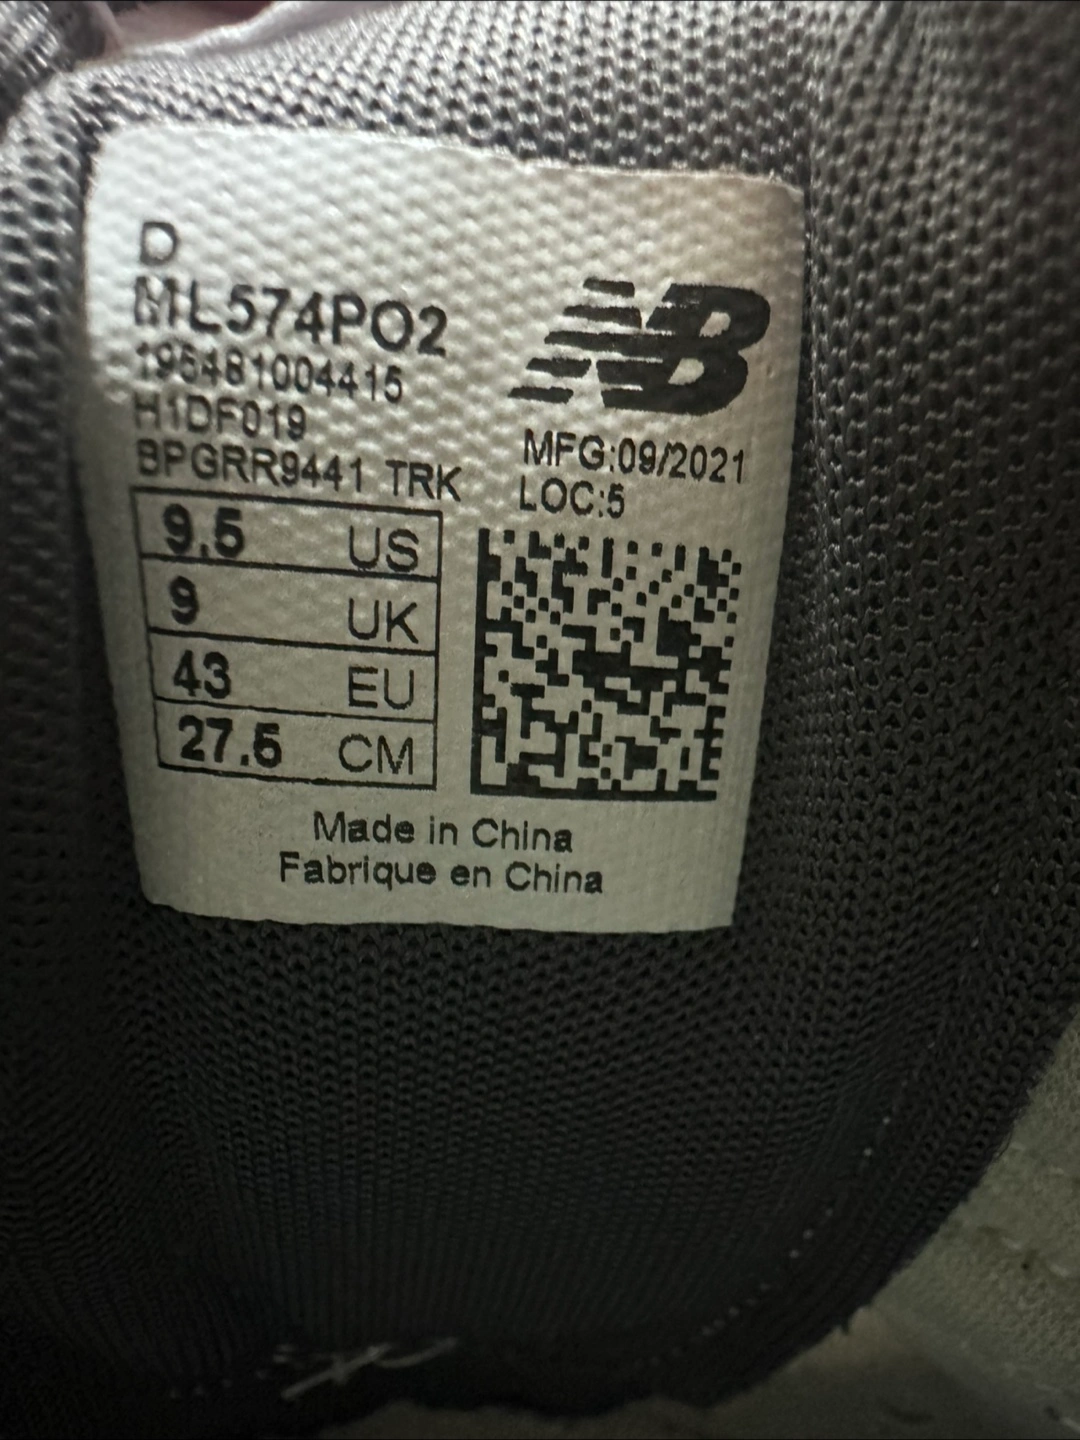 D
ML574PO2
195481004415
H1DF019
BPGRR9441 TRK
NB
MFG:09/2021
LOC:5
9.5 US
9 UK
43 EU
27.5 CM
Made in China
Fabrique en China